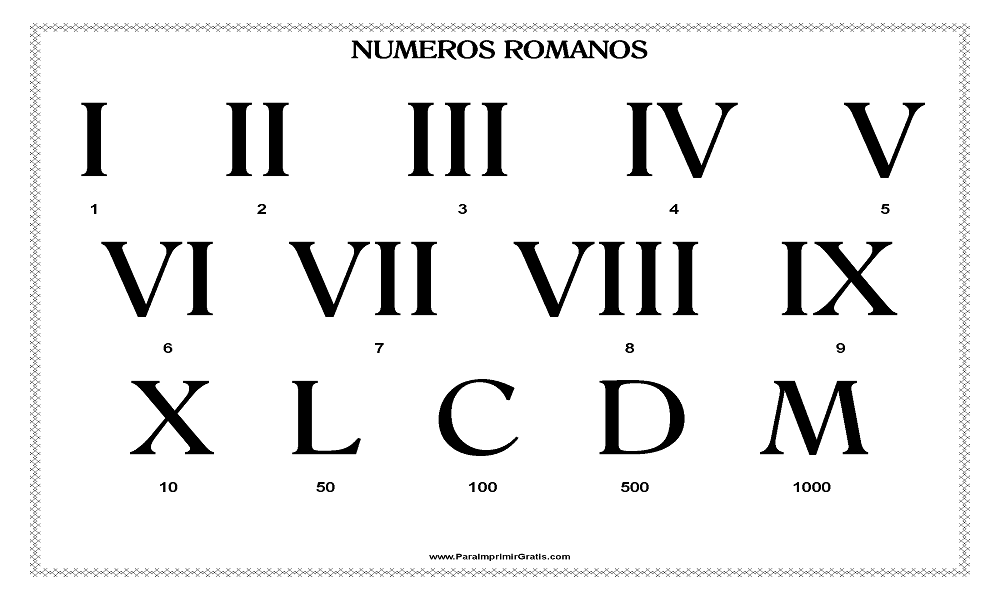 NUMEROS ROMANOS
I II III IV V
1 2 3 4 5
VI VII VIII IX
6 7 8 9
X L C D M
10 50 100 500 1000
www.ParaImprimirGratis.com